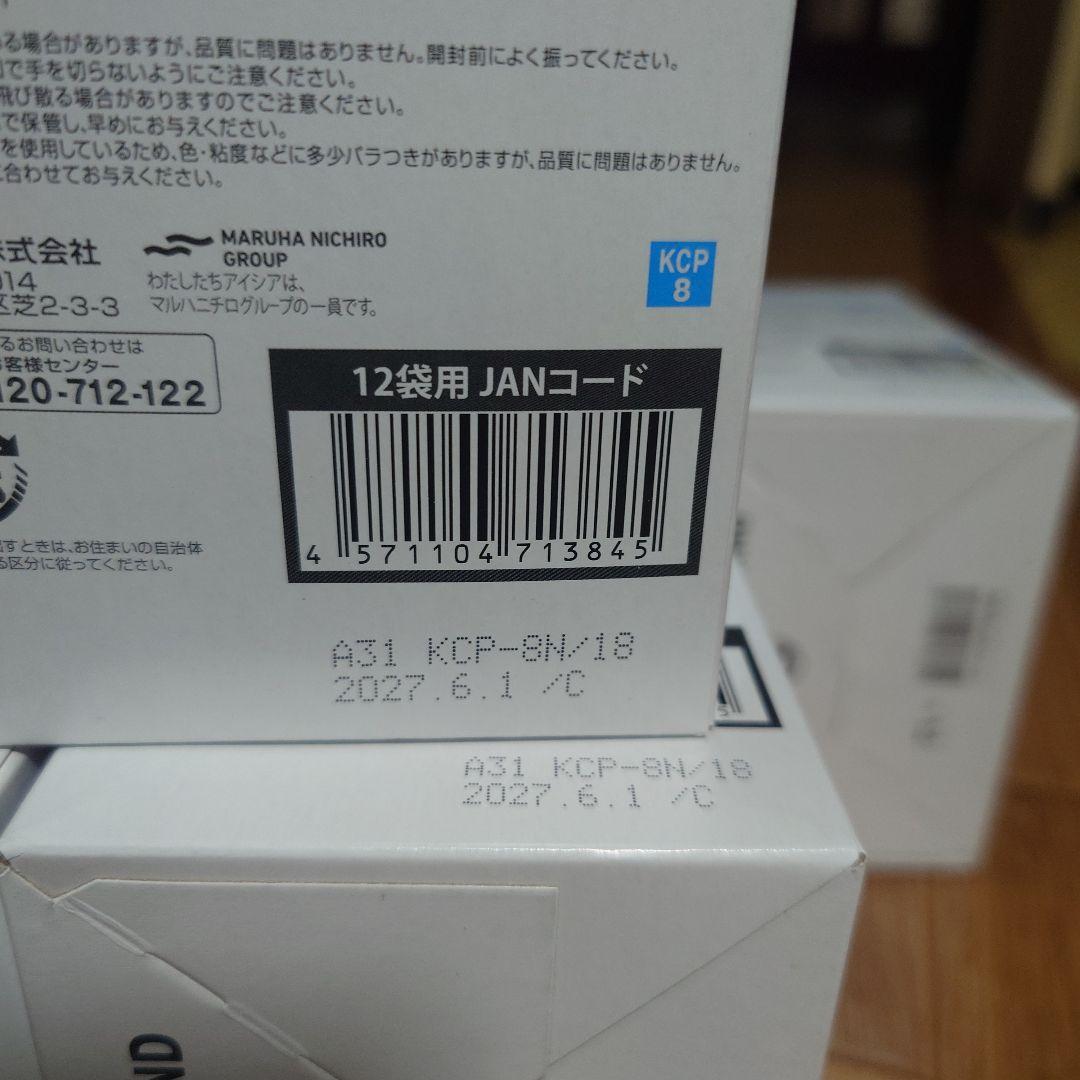 る場合がありますが、品質に問題はありません。開封前によく振ってください。
で手を切らないようにご注意ください。
飛び散る場合がありますのでご注意ください。
で保管し、早めにお与えください。
を使用しているため、色・粘度などに多少バラつきがありますが、品質に問題はありません。
合わせてお与えください。
式会社
014
区芝2-3-3
MARUHA NICHIRO
GROUP
わたしたちアイシアは、
マルハニチログループの一員です。
KCP
8
るお問い合わせは
客様センター
120-712-122
すときは、お住まいの自治体
る区分に従ってください。
12袋用 JANコード
4 571104 713845
A31 KCP-8N/18
2027.6.1 /C
A31 KCP-8N/18
2027.6.1 /C
5
ND